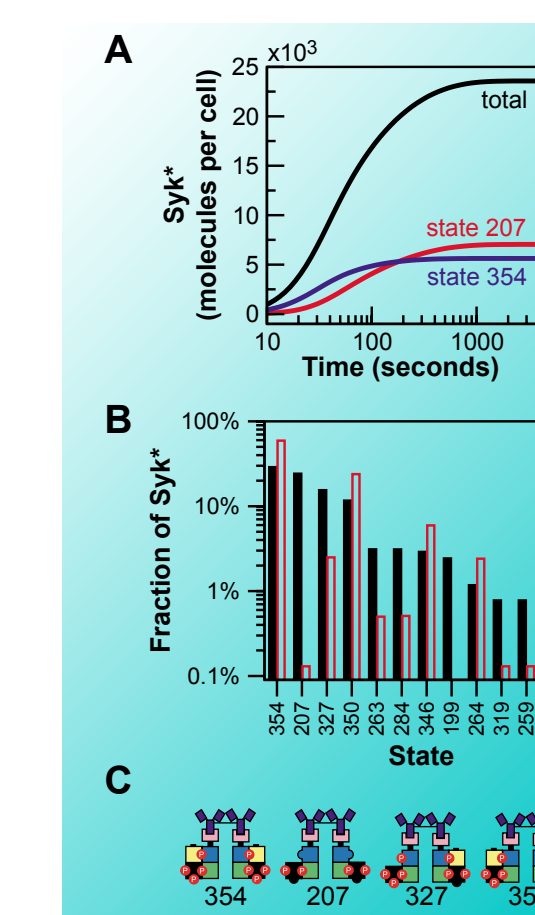 A
x10³
25
20
15
10
5
0
Syk*
(molecules per cell)
total
state 207
state 354
10
100
1000
Time (seconds)
B
100%
10%
1%
0.1%
Fraction of Syk*
354
207
327
350
263
284
346
199
264
319
259
State
C
P P P P P P
P P P P
P P P P P
P P P
354
207
327
35